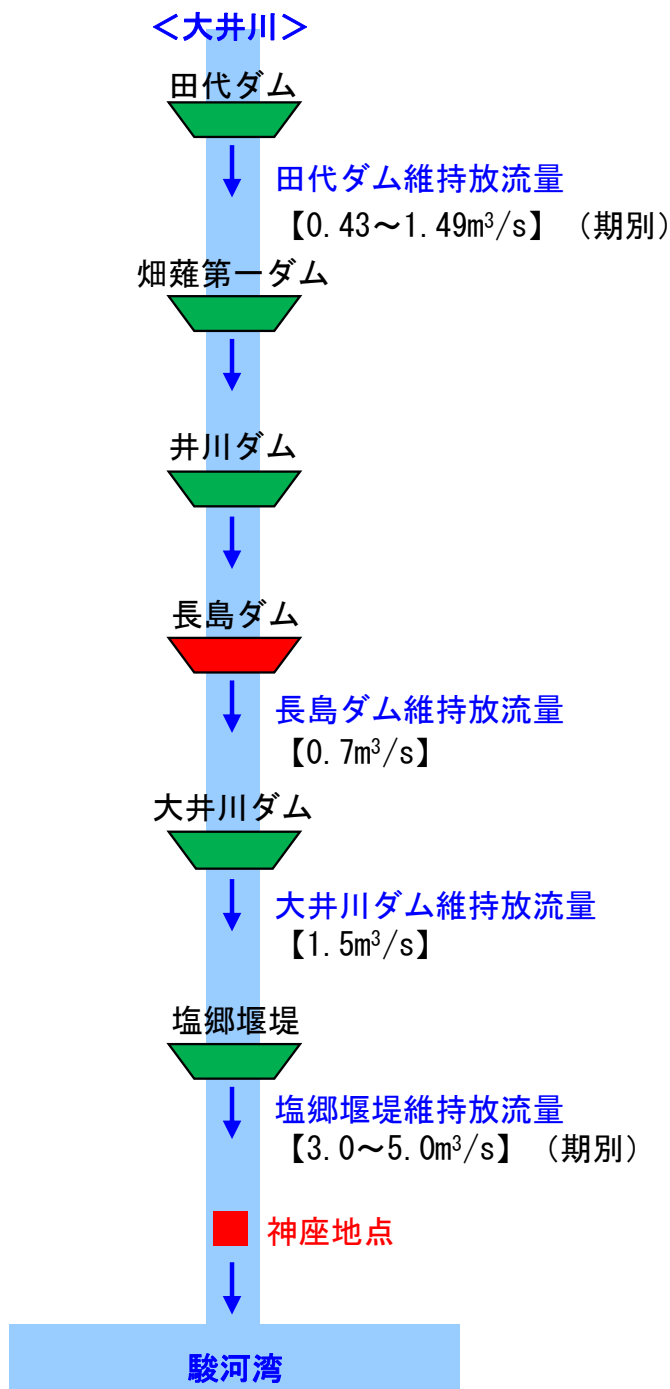 ＜大井川＞
田代ダム
田代ダム維持放流量
【0.43～1.49m³/s】（期別）
畑薙第一ダム
井川ダム
長島ダム
長島ダム維持放流量
【0.7m³/s】
大井川ダム
大井川ダム維持放流量
【1.5m³/s】
塩郷堰堤
塩郷堰堤維持放流量
【3.0～5.0m³/s】（期別）
神座地点
駿河湾